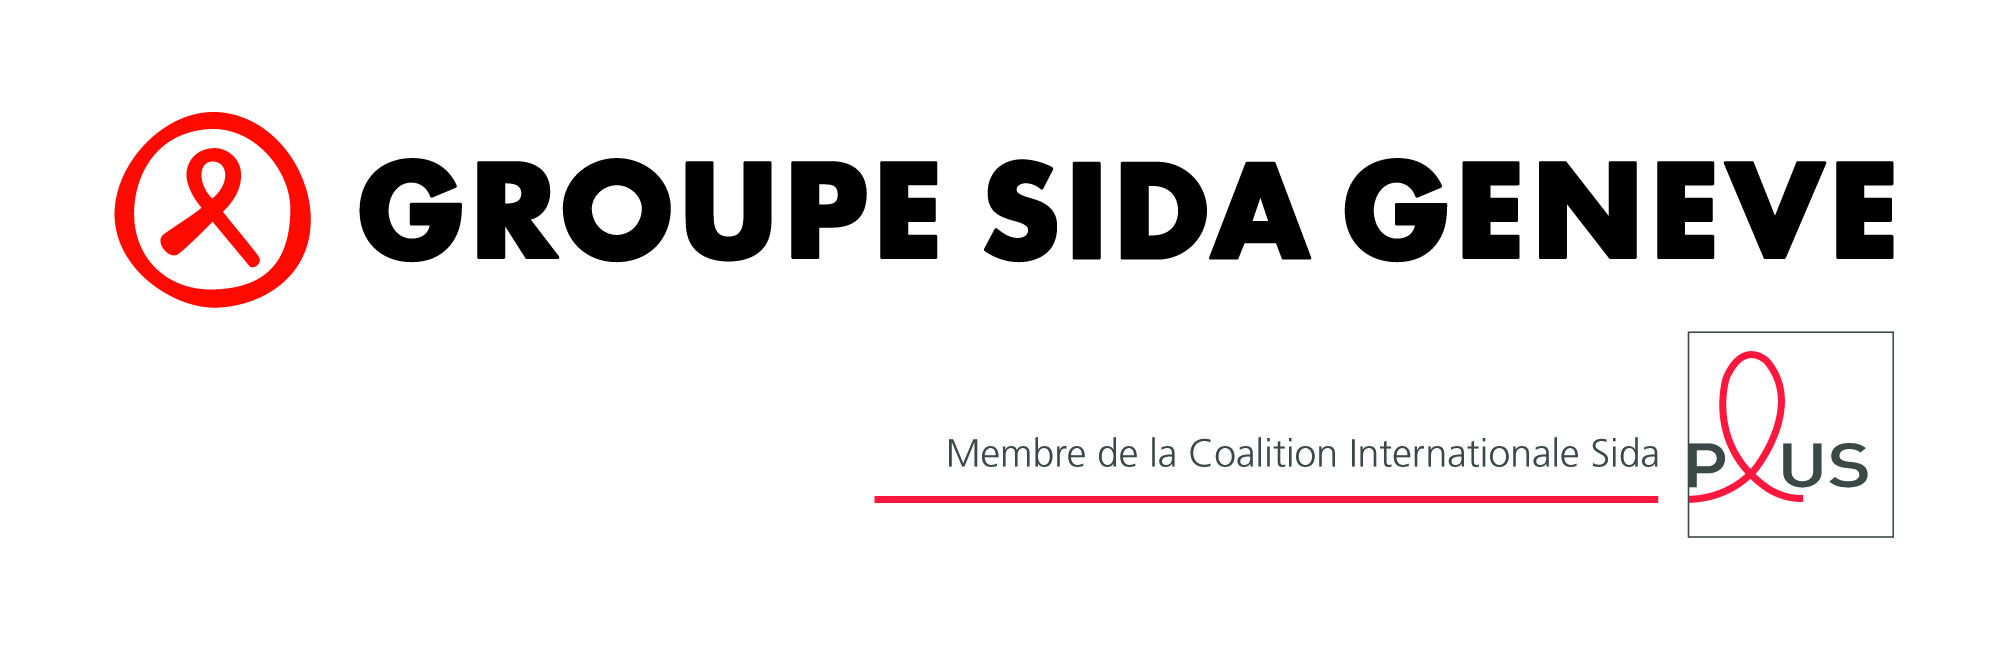 GROUPE SIDA GENEVE
Membre de la Coalition Internationale Sida
PLUS